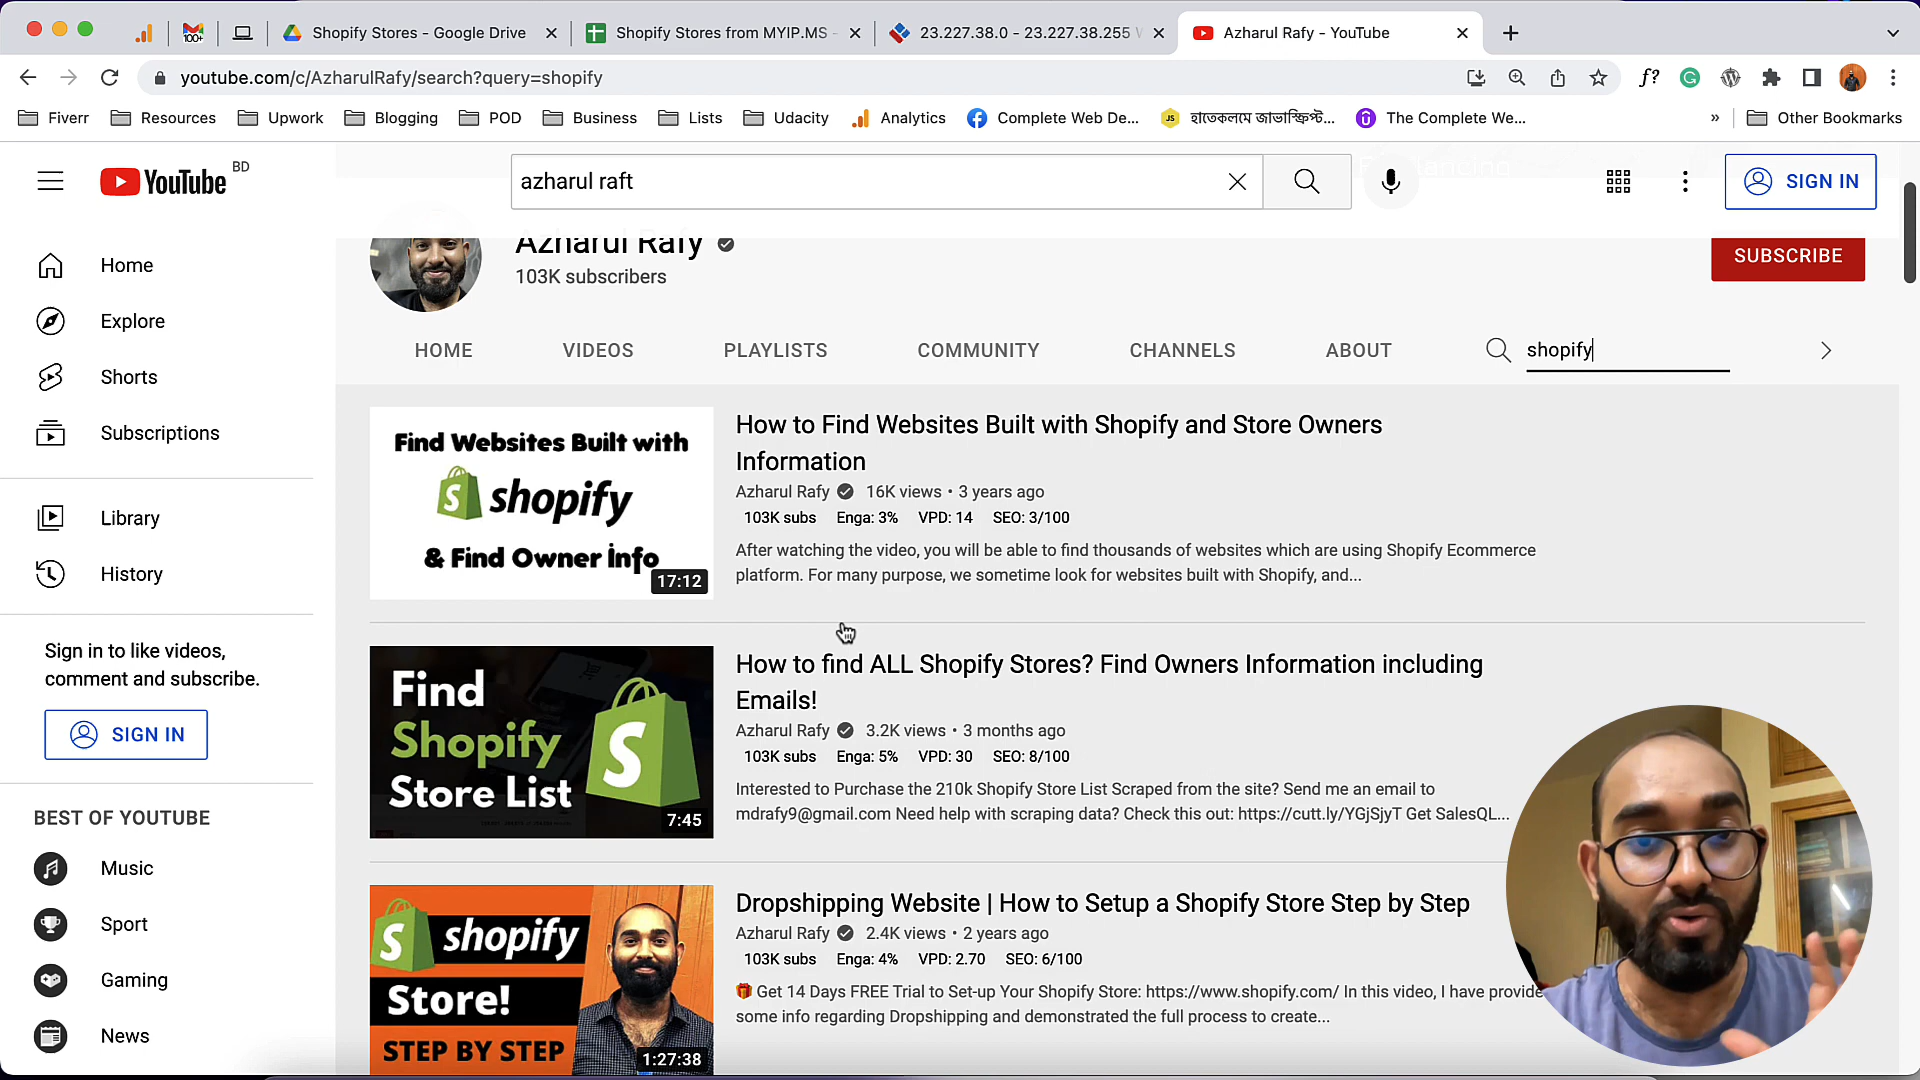 100+
Shopify Stores - Google Drive
Shopify Stores from MYIP.MS -
23.227.38.0 - 23.227.38.255 W
Azharul Rafy - YouTube
youtube.com/c/AzharulRafy/search?query=shopify
f?
Fiverr
Resources
Upwork
Blogging
POD
Business
Lists
Udacity
Analytics
Complete Web De...
JS
হাতেকলমে জাভাস্ক্রিপ্ট...
The Complete We...
»
Other Bookmarks
YouTube BD
azharul raft
SIGN IN
Home
Explore
Shorts
Subscriptions
Library
History
Sign in to like videos,
comment and subscribe.
SIGN IN
BEST OF YOUTUBE
Music
Sport
Gaming
News
Azharul Rafy
103K subscribers
SUBSCRIBE
HOME
VIDEOS
PLAYLISTS
COMMUNITY
CHANNELS
ABOUT
shopify
Find Websites Built with
shopify
& Find Owner Info
17:12
How to Find Websites Built with Shopify and Store Owners
Information
Azharul Rafy 16K views • 3 years ago
103K subs Enga: 3% VPD: 14 SEO: 3/100
After watching the video, you will be able to find thousands of websites which are using Shopify Ecommerce
platform. For many purpose, we sometime look for websites built with Shopify, and...
Find
Shopify
Store List
7:45
How to find ALL Shopify Stores? Find Owners Information including
Emails!
Azharul Rafy 3.2K views • 3 months ago
103K subs Enga: 5% VPD: 30 SEO: 8/100
Interested to Purchase the 210k Shopify Store List Scraped from the site? Send me an email to
mdrafy9@gmail.com Need help with scraping data? Check this out: https://cutt.ly/YGjSjyT Get SalesQL...
shopify
Store!
STEP BY STEP
1:27:38
Dropshipping Website | How to Setup a Shopify Store Step by Step
Azharul Rafy 2.4K views • 2 years ago
103K subs Enga: 4% VPD: 2.70 SEO: 6/100
Get 14 Days FREE Trial to Set-up Your Shopify Store: https://www.shopify.com/ In this video, I have provide
some info regarding Dropshipping and demonstrated the full process to create...